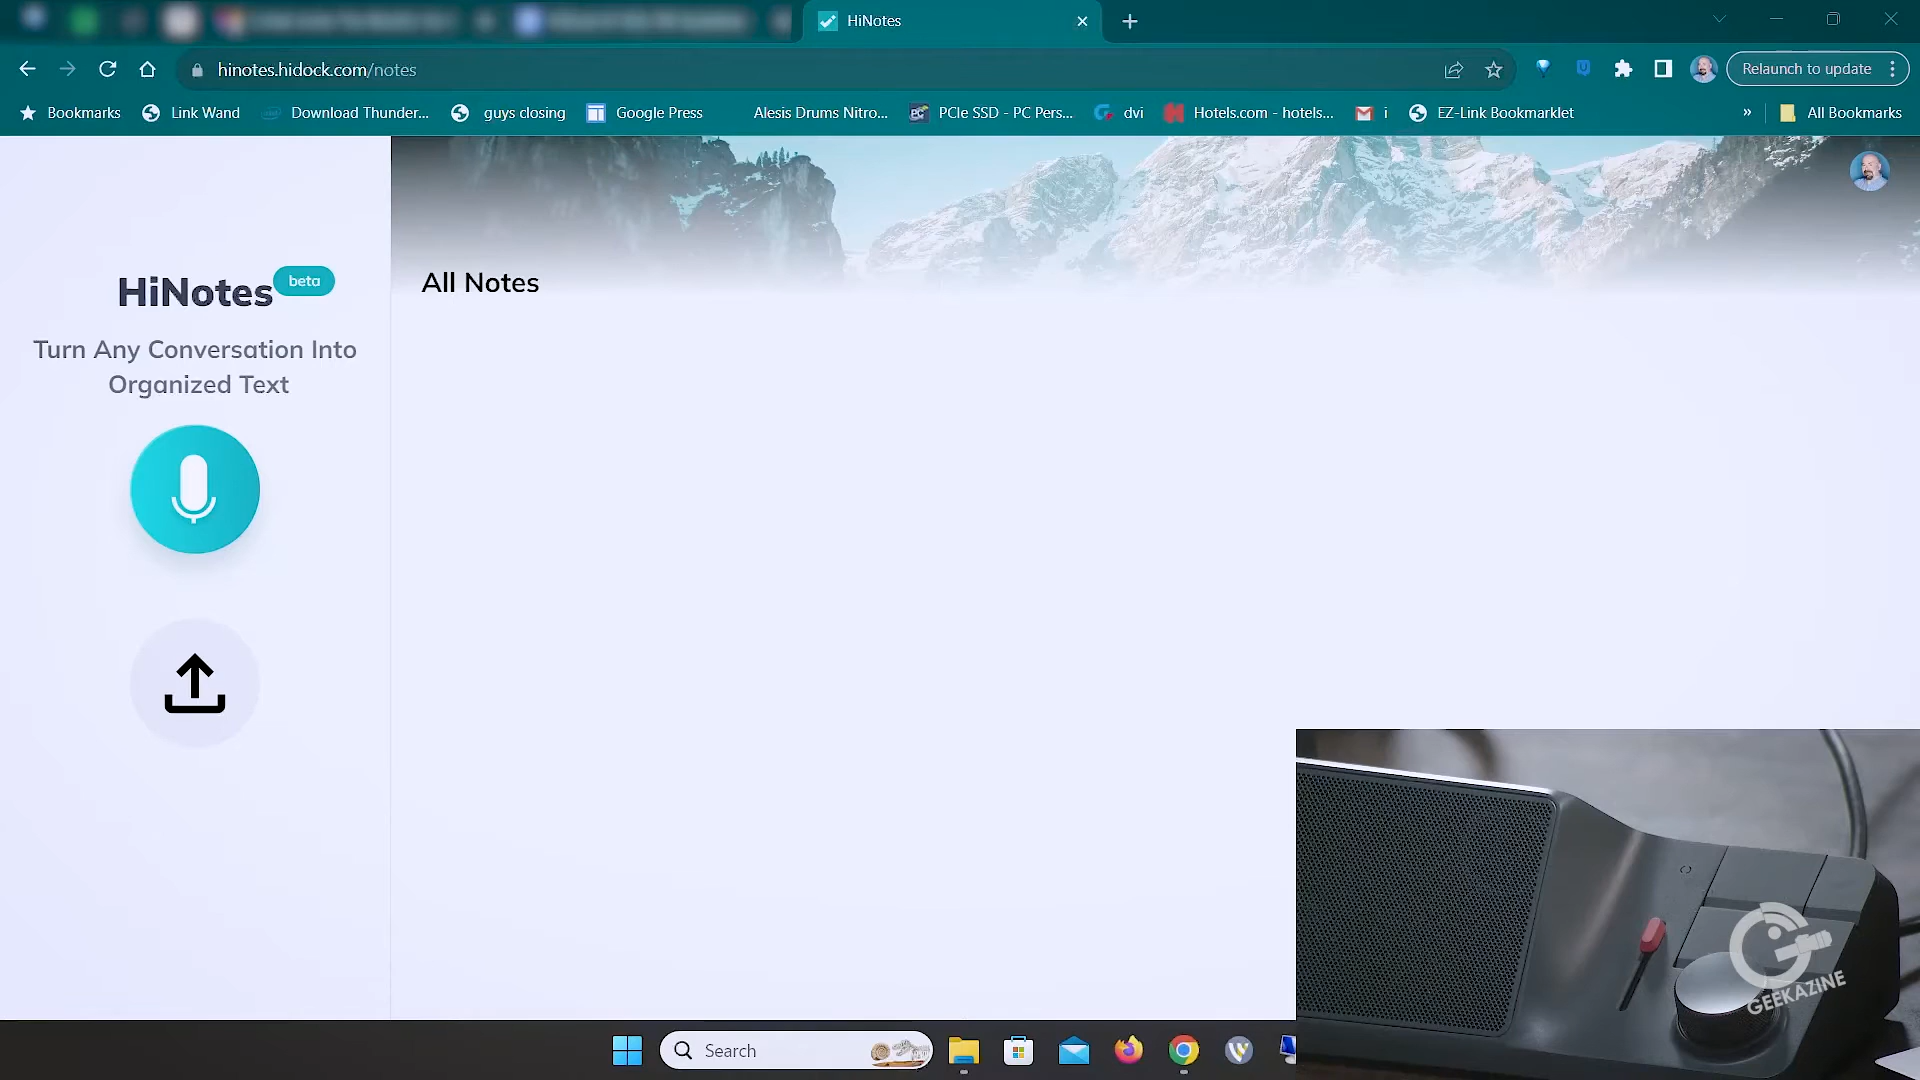 HiNotes
hinotes.hidock.com/notes
Relaunch to update
Bookmarks
Link Wand
Download Thunder...
guys closing
Google Press
Alesis Drums Nitro...
PCIe SSD - PC Pers...
dvi
Hotels.com - hotels...
i
EZ-Link Bookmarklet
»
All Bookmarks
HiNotes beta
Turn Any Conversation Into
Organized Text
All Notes
GEEKAZINE
Search